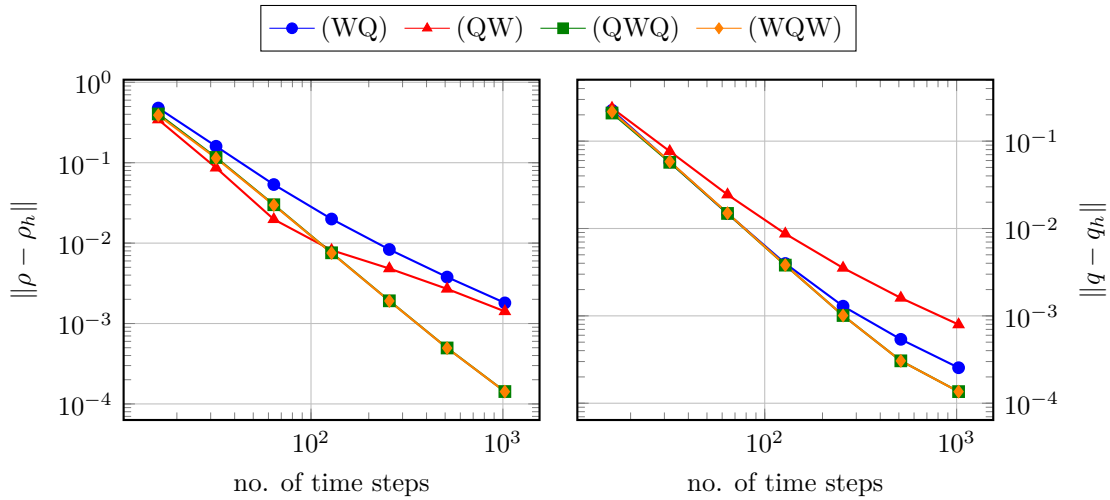 (WQ) (QW) (QWQ) (WQW)
10^0
10^{-1}
10^{-2}
10^{-3}
10^{-4}
‖ρ − ρ_h‖
10^2 10^3
no. of time steps
10^{-1}
10^{-2}
10^{-3}
10^{-4}
‖q − q_h‖
10^2 10^3
no. of time steps